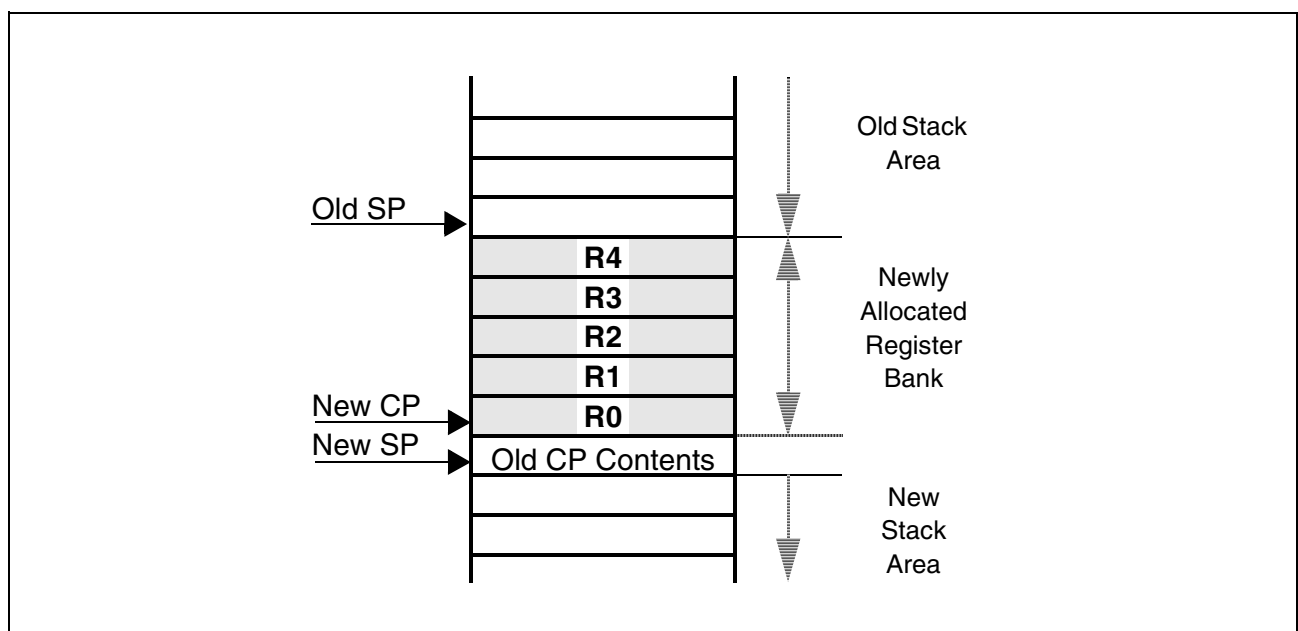 Old Stack
Area
Old SP
R4
R3
R2
R1
R0
Newly
Allocated
Register
Bank
New CP
New SP
Old CP Contents
New
Stack
Area